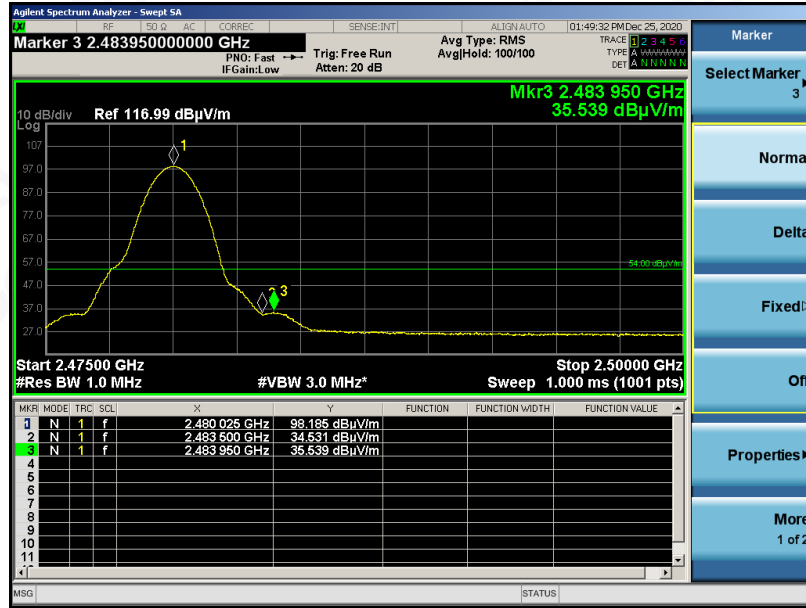 Agilent Spectrum Analyzer - Swept SA
LXI RF 50 Ω AC CORREC SENSE:INT ALIGN AUTO 01:49:32 PM Dec 25, 2020
Marker 3 2.483950000000 GHz
PNO: Fast
IFGain:Low
Trig: Free Run
Atten: 20 dB
Avg Type: RMS
Avg|Hold: 100/100
TRACE 1 2 3 4 5 6
TYPE A WWWWW
DET A N N N N N
Mkr3 2.483 950 GHz
35.539 dBµV/m
10 dB/div Ref 116.99 dBµV/m
Log
107
97.0
87.0
77.0
67.0
57.0
47.0
37.0
27.0
1
2
3
54.00 dBµV/m
Start 2.47500 GHz Stop 2.50000 GHz
#Res BW 1.0 MHz #VBW 3.0 MHz* Sweep 1.000 ms (1001 pts)
MKR MODE TRC SCL X Y FUNCTION FUNCTION WIDTH FUNCTION VALUE
1 N 1 f 2.480 025 GHz 98.185 dBµV/m
2 N 1 f 2.483 500 GHz 34.531 dBµV/m
3 N 1 f 2.483 950 GHz 35.539 dBµV/m
4
5
6
7
8
9
10
11
MSG STATUS
Marker
Select Marker
3
Norma
Delta
Fixed
Off
Properties
More
1 of 2